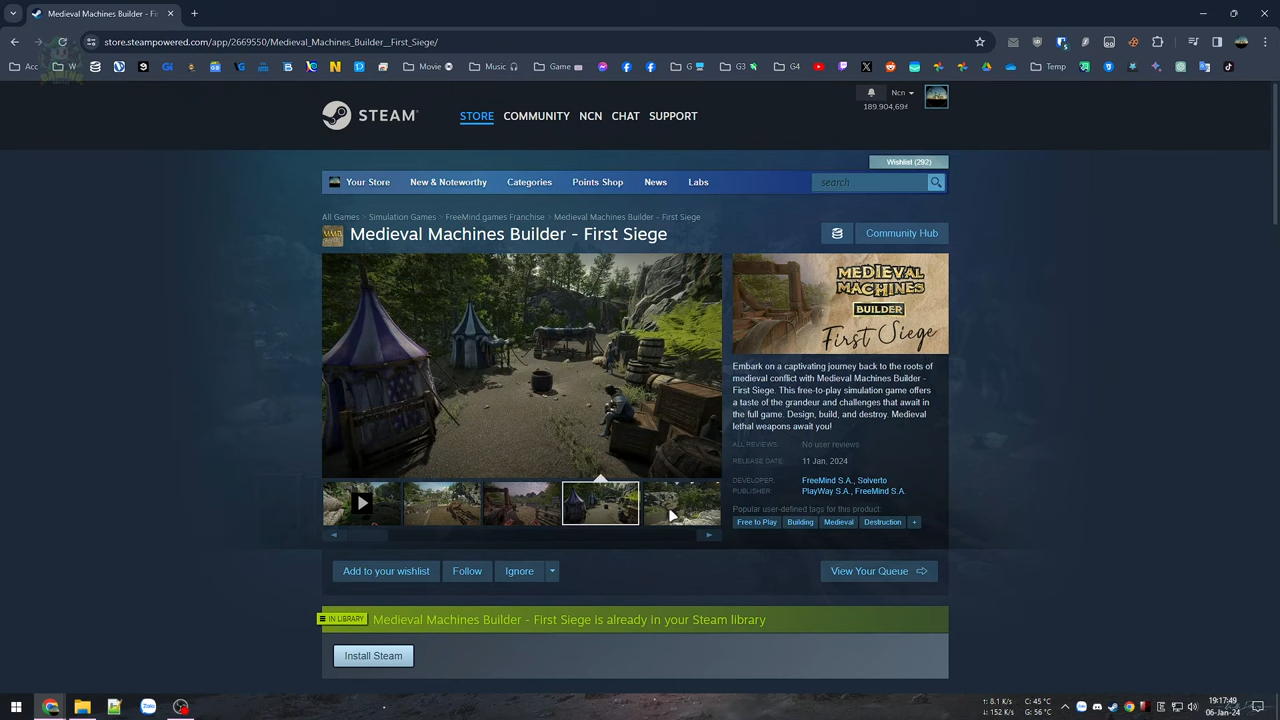 Medieval Machines Builder - Fi
store.steampowered.com/app/2669550/Medieval_Machines_Builder__First_Siege/
Acc
W
Movie
Music
Game
G
G3
G4
Temp
GAMING
STEAM
STORE
COMMUNITY
NCN
CHAT
SUPPORT
Ncn
189.904,69₫
Wishlist (292)
Your Store
New & Noteworthy
Categories
Points Shop
News
Labs
search
All Games > Simulation Games > FreeMind.games Franchise > Medieval Machines Builder - First Siege
Medieval Machines Builder - First Siege
Community Hub
MEDIEVAL
MACHINES
BUILDER
First Siege
Embark on a captivating journey back to the roots of
medieval conflict with Medieval Machines Builder -
First Siege. This free-to-play simulation game offers
a taste of the grandeur and challenges that await in
the full game. Design, build, and destroy. Medieval
lethal weapons await you!
ALL REVIEWS: No user reviews
RELEASE DATE: 11 Jan, 2024
DEVELOPER: FreeMind S.A., Solverto
PUBLISHER: PlayWay S.A., FreeMind S.A.
Popular user-defined tags for this product:
Free to Play
Building
Medieval
Destruction
+
Add to your wishlist
Follow
Ignore
View Your Queue
IN LIBRARY
Medieval Machines Builder - First Siege is already in your Steam library
Install Steam
↑: 8.1 K/s
↓: 152 K/s
C: 45 °C
G: 56 °C
19:17:49
06-Jan-24